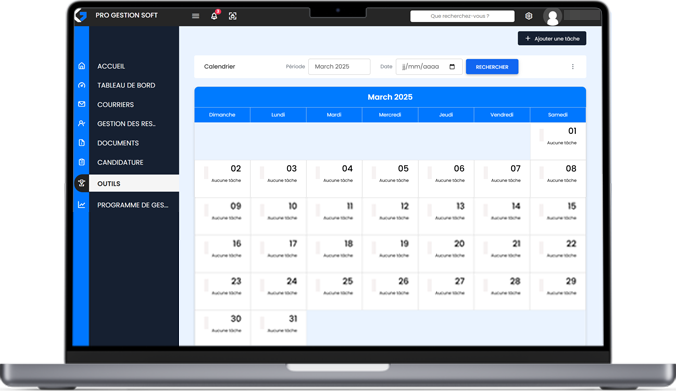 PRO GESTION SOFT
Que recherchez-vous ?
+ Ajouter une tâche
ACCUEIL
TABLEAU DE BORD
COURRIERS
GESTION DES RES..
DOCUMENTS
CANDIDATURE
OUTILS
PROGRAMME DE GES...
Calendrier
Période
March 2025
Date
jj/mm/aaaa
RECHERCHER
March 2025
Dimanche Lundi Mardi Mercredi Jeudi Vendredi Samedi
01
Aucune tâche
02 03 04 05 06 07 08
Aucune tâche Aucune tâche Aucune tâche Aucune tâche Aucune tâche Aucune tâche Aucune tâche
09 10 11 12 13 14 15
Aucune tâche Aucune tâche Aucune tâche Aucune tâche Aucune tâche Aucune tâche Aucune tâche
16 17 18 19 20 21 22
Aucune tâche Aucune tâche Aucune tâche Aucune tâche Aucune tâche Aucune tâche Aucune tâche
23 24 25 26 27 28 29
Aucune tâche Aucune tâche Aucune tâche Aucune tâche Aucune tâche Aucune tâche Aucune tâche
30 31
Aucune tâche Aucune tâche